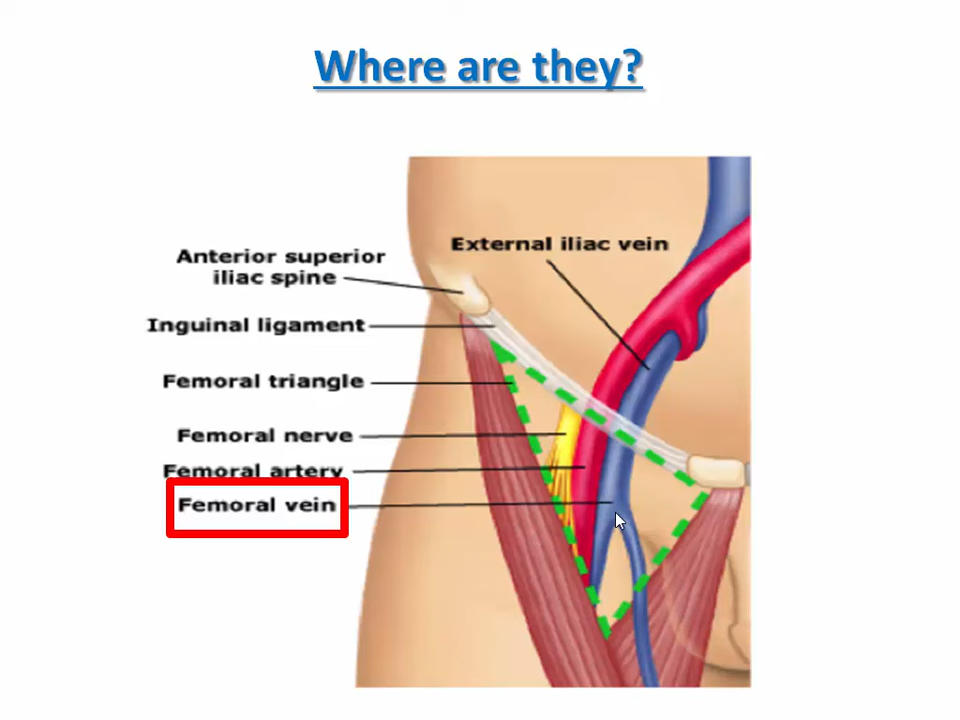 Where are they?
External iliac vein
Anterior superior
iliac spine
Inguinal ligament
Femoral triangle
Femoral nerve
Femoral artery
Femoral vein